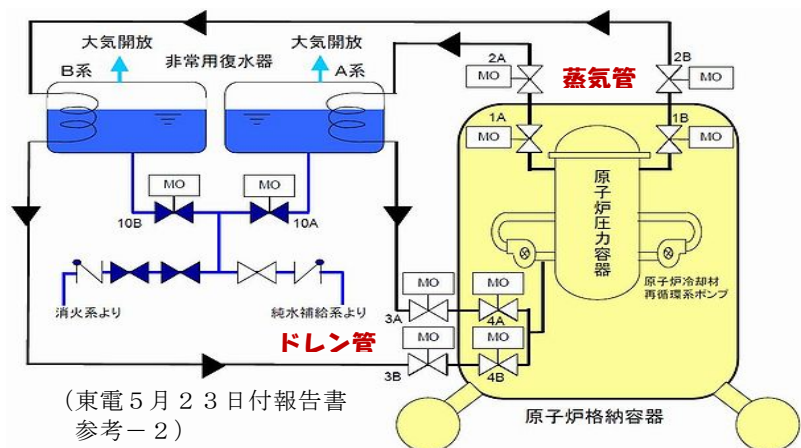 大気開放
大気開放
非常用復水器
B系
A系
2A
2B
MO
MO
蒸気管
1A
1B
MO
MO
原子炉圧力容器
MO
MO
10B
10A
原子炉冷却材
再循環系ポンプ
消火系より
純水補給系より
MO
MO
3A
4A
ドレン管
MO
MO
3B
4B
(東電5月23日付報告書
参考-2)
原子炉格納容器